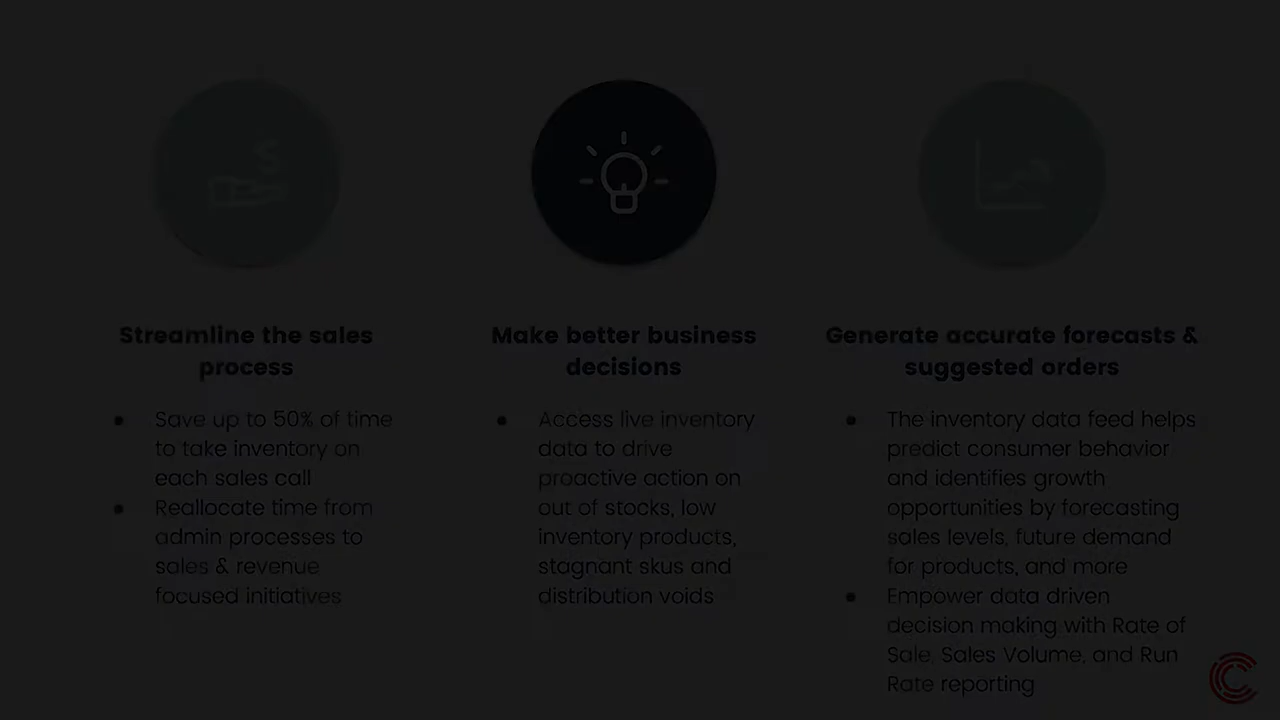 Streamline the sales
process
• Save up to 50% of time
to take inventory on
each sales call
• Reallocate time from
admin processes to
sales & revenue
focused initiatives
Make better business
decisions
• Access live inventory
data to drive
proactive action on
out of stocks, low
inventory products,
stagnant skus and
distribution voids
Generate accurate forecasts &
suggested orders
• The inventory data feed helps
predict consumer behavior
and identifies growth
opportunities by forecasting
sales levels, future demand
for products, and more
• Empower data driven
decision making with Rate of
Sale, Sales Volume, and Run
Rate reporting